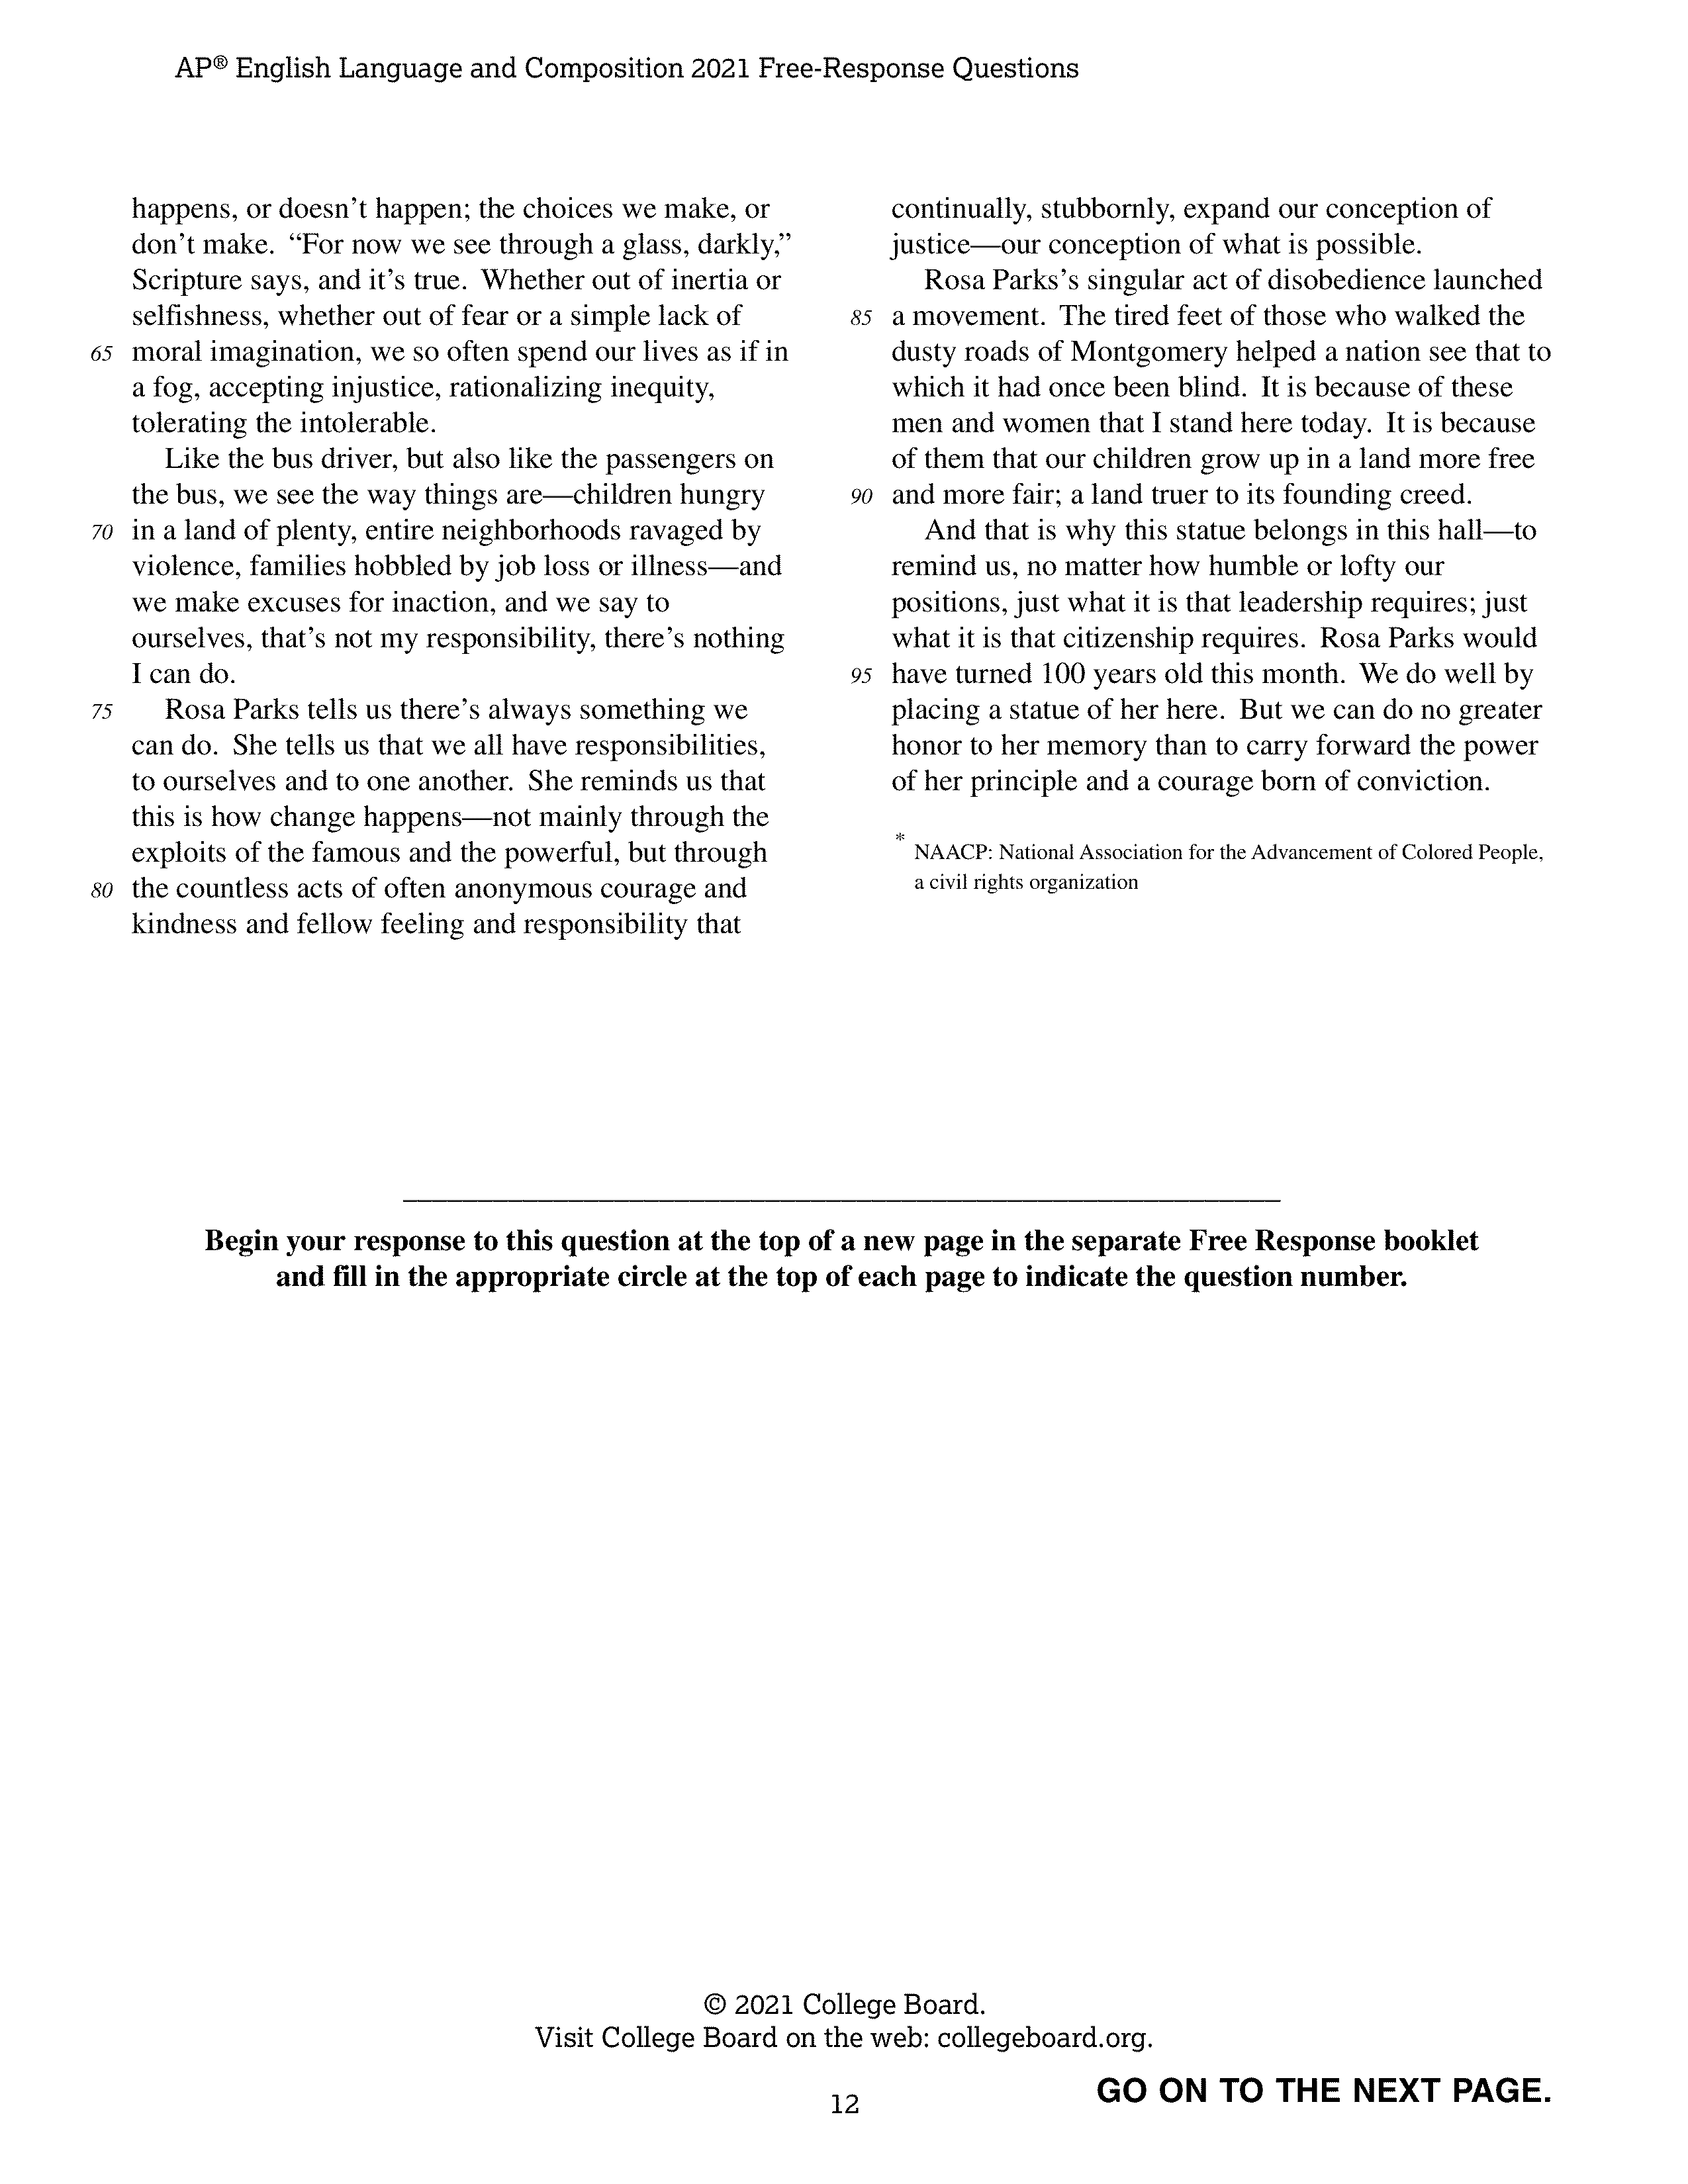 AP® English Language and Composition 2021 Free-Response Questions
happens, or doesn’t happen; the choices we make, or
don’t make. “For now we see through a glass, darkly,”
Scripture says, and it’s true. Whether out of inertia or
selfishness, whether out of fear or a simple lack of
65 moral imagination, we so often spend our lives as if in
a fog, accepting injustice, rationalizing inequity,
tolerating the intolerable.
Like the bus driver, but also like the passengers on
the bus, we see the way things are—children hungry
70 in a land of plenty, entire neighborhoods ravaged by
violence, families hobbled by job loss or illness—and
we make excuses for inaction, and we say to
ourselves, that’s not my responsibility, there’s nothing
I can do.
75 Rosa Parks tells us there’s always something we
can do. She tells us that we all have responsibilities,
to ourselves and to one another. She reminds us that
this is how change happens—not mainly through the
exploits of the famous and the powerful, but through
80 the countless acts of often anonymous courage and
kindness and fellow feeling and responsibility that
continually, stubbornly, expand our conception of
justice—our conception of what is possible.
Rosa Parks’s singular act of disobedience launched
85 a movement. The tired feet of those who walked the
dusty roads of Montgomery helped a nation see that to
which it had once been blind. It is because of these
men and women that I stand here today. It is because
of them that our children grow up in a land more free
90 and more fair; a land truer to its founding creed.
And that is why this statue belongs in this hall—to
remind us, no matter how humble or lofty our
positions, just what it is that leadership requires; just
what it is that citizenship requires. Rosa Parks would
95 have turned 100 years old this month. We do well by
placing a statue of her here. But we can do no greater
honor to her memory than to carry forward the power
of her principle and a courage born of conviction.
* NAACP: National Association for the Advancement of Colored People,
a civil rights organization
Begin your response to this question at the top of a new page in the separate Free Response booklet
and fill in the appropriate circle at the top of each page to indicate the question number.
© 2021 College Board.
Visit College Board on the web: collegeboard.org.
GO ON TO THE NEXT PAGE.
12